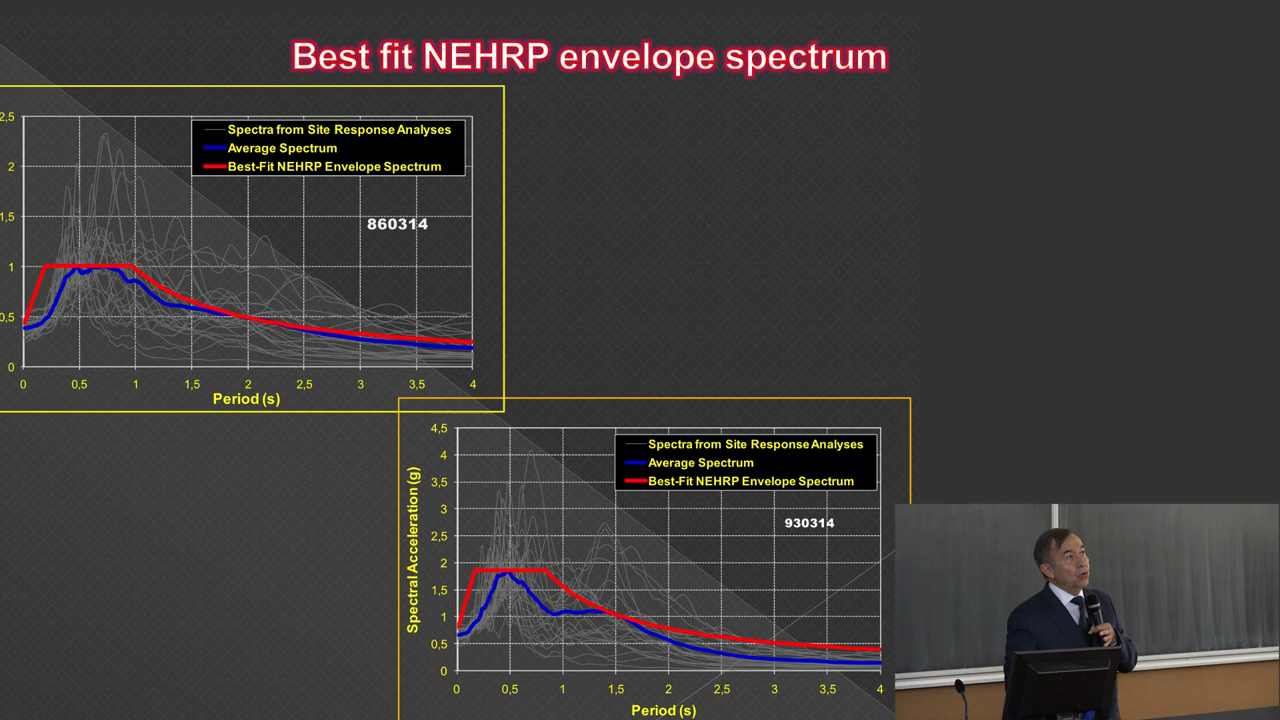 Best fit NEHRP envelope spectrum
2,5
2
1,5
1
0,5
0
Spectra from Site Response Analyses
Average Spectrum
Best-Fit NEHRP Envelope Spectrum
860314
0 0,5 1 1,5 2 2,5 3 3,5 4
Period (s)
Spectral Acceleration (g)
4,5
4
3,5
3
2,5
2
1,5
1
0,5
0
Spectra from Site Response Analyses
Average Spectrum
Best-Fit NEHRP Envelope Spectrum
930314
0 0,5 1 1,5 2 2,5 3 3,5 4
Period (s)